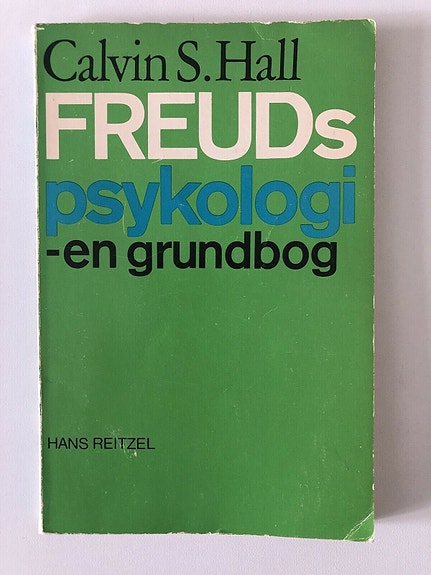 Calvin S. Hall
FREUDs
psykologi
-en grundbog
HANS REITZEL